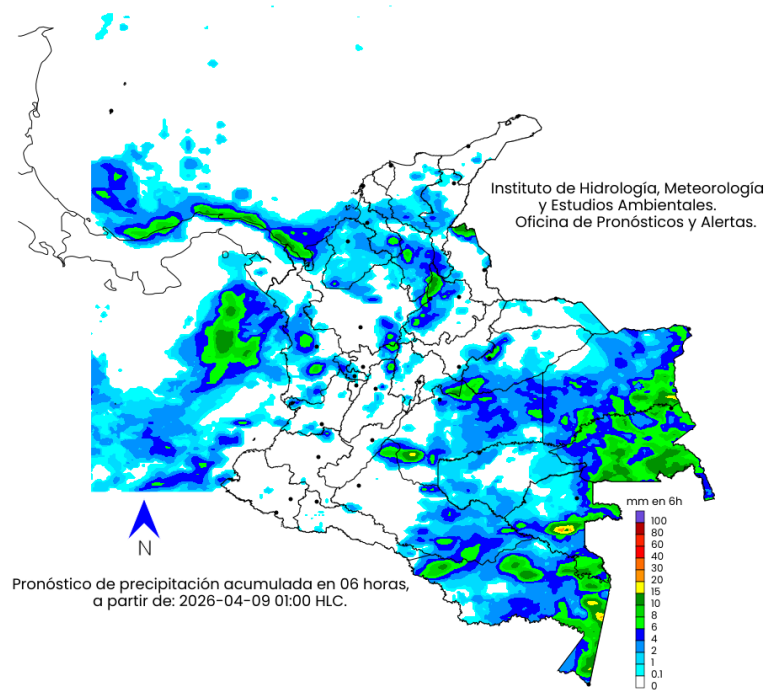 Instituto de Hidrología, Meteorología
y Estudios Ambientales.
Oficina de Pronósticos y Alertas.
mm en 6h
100
80
60
40
30
20
15
10
8
6
4
2
1
0.1
0
N
Pronóstico de precipitación acumulada en 06 horas,
a partir de: 2026-04-09 01:00 HLC.